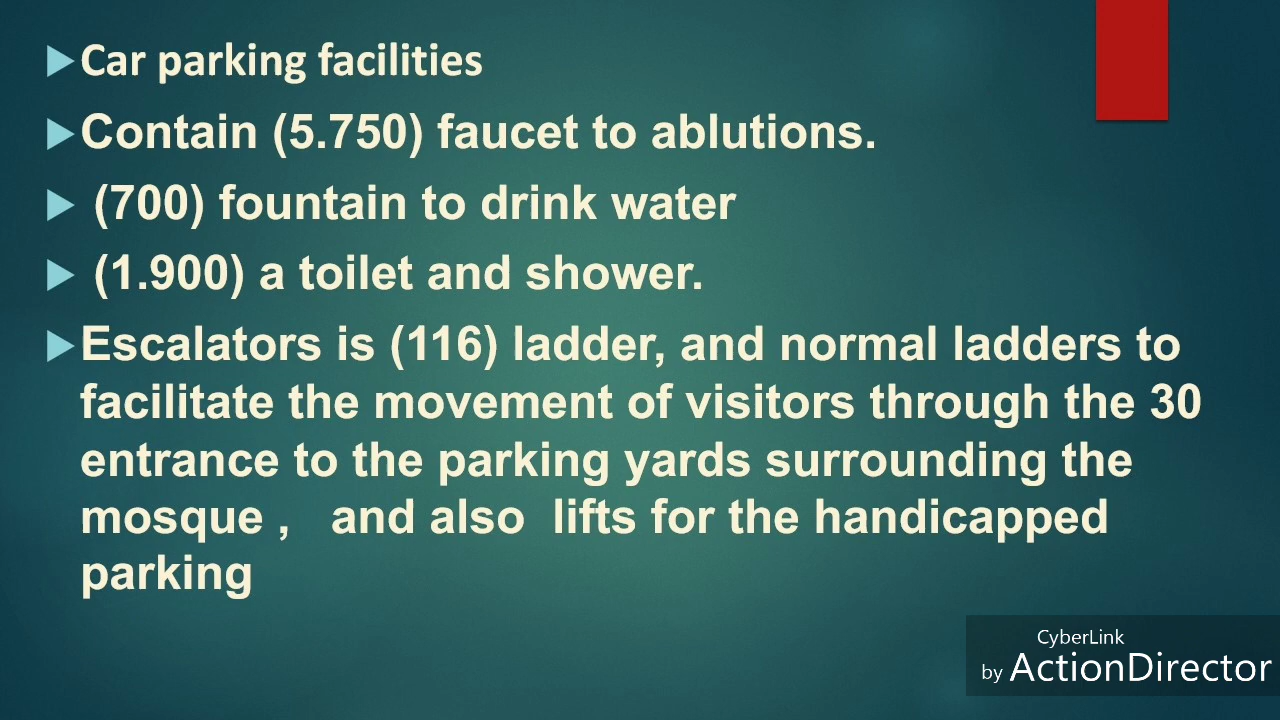 Car parking facilities
Contain (5.750) faucet to ablutions.
(700) fountain to drink water
(1.900) a toilet and shower.
Escalators is (116) ladder, and normal ladders to
facilitate the movement of visitors through the 30
entrance to the parking yards surrounding the
mosque , and also lifts for the handicapped
parking
CyberLink
by ActionDirector